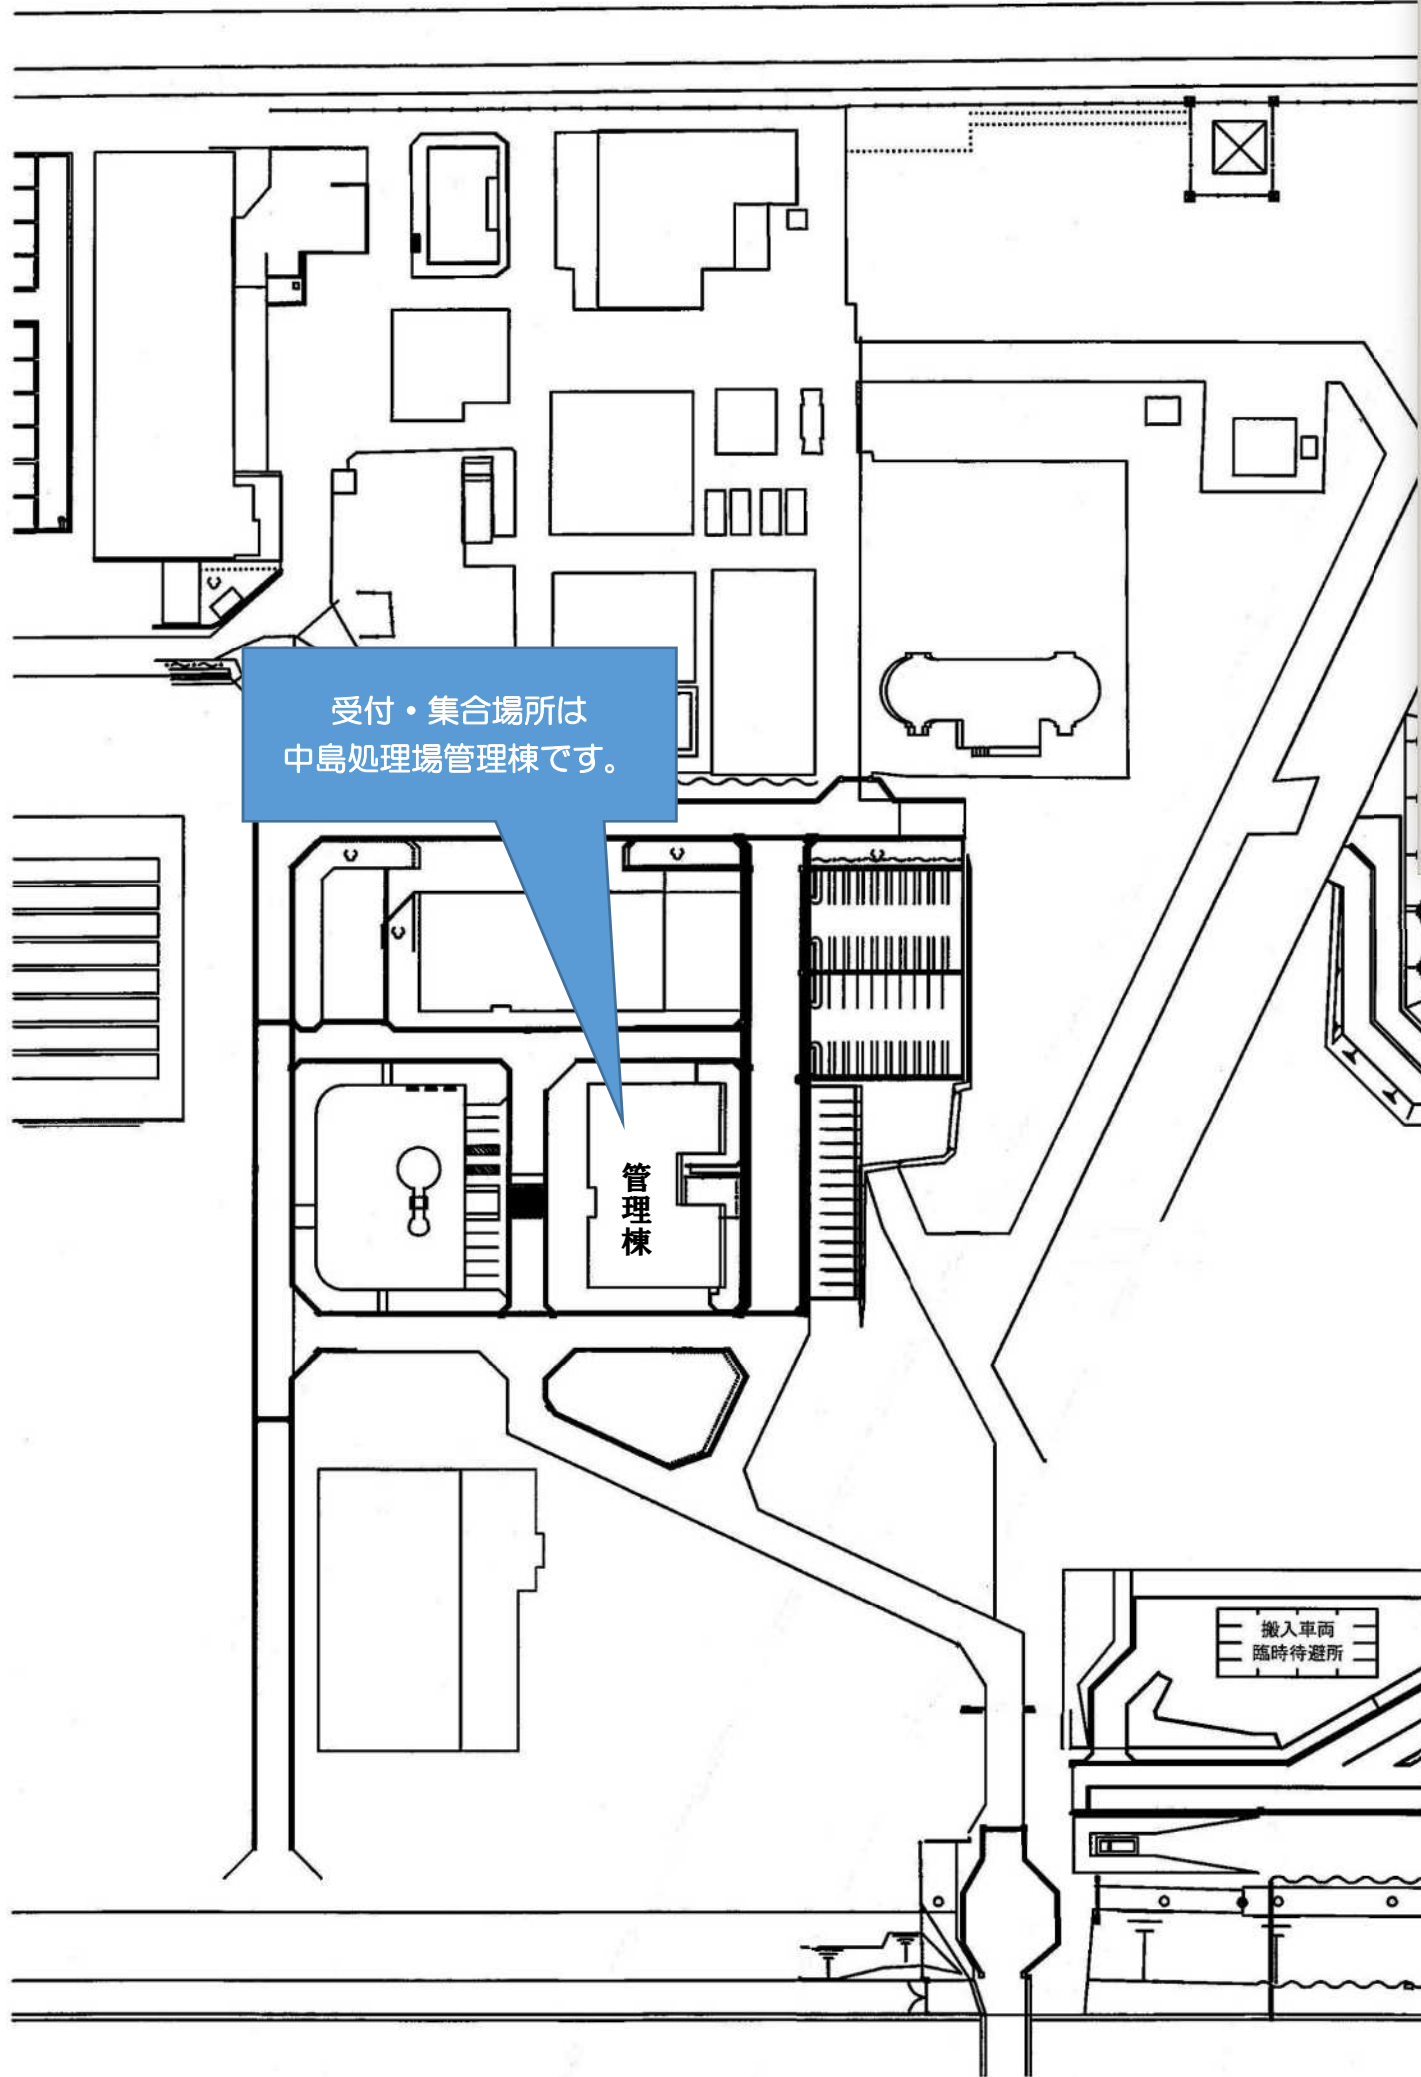 受付・集合場所は
中島処理場管理棟です。
管理棟
搬入車両
臨時待避所